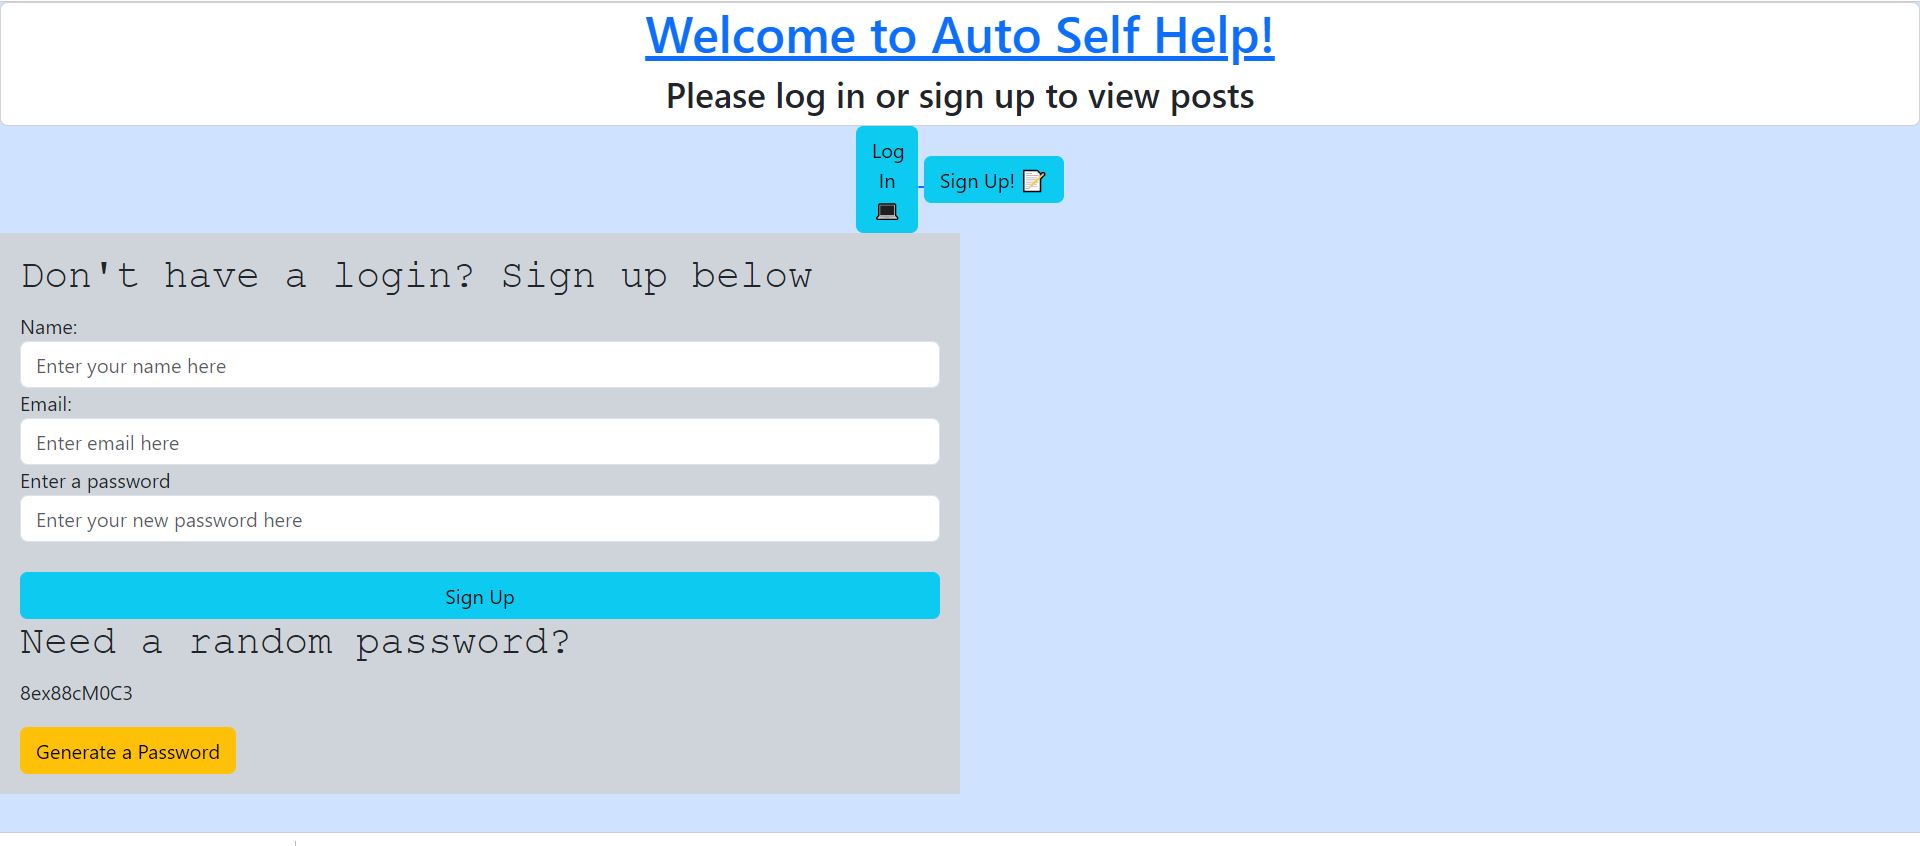 Welcome to Auto Self Help!
Please log in or sign up to view posts
Log
In
💻
Sign Up! 📝
Don't have a login? Sign up below
Name:
Enter your name here
Email:
Enter email here
Enter a password
Enter your new password here
Sign Up
Need a random password?
8ex88cM0C3
Generate a Password